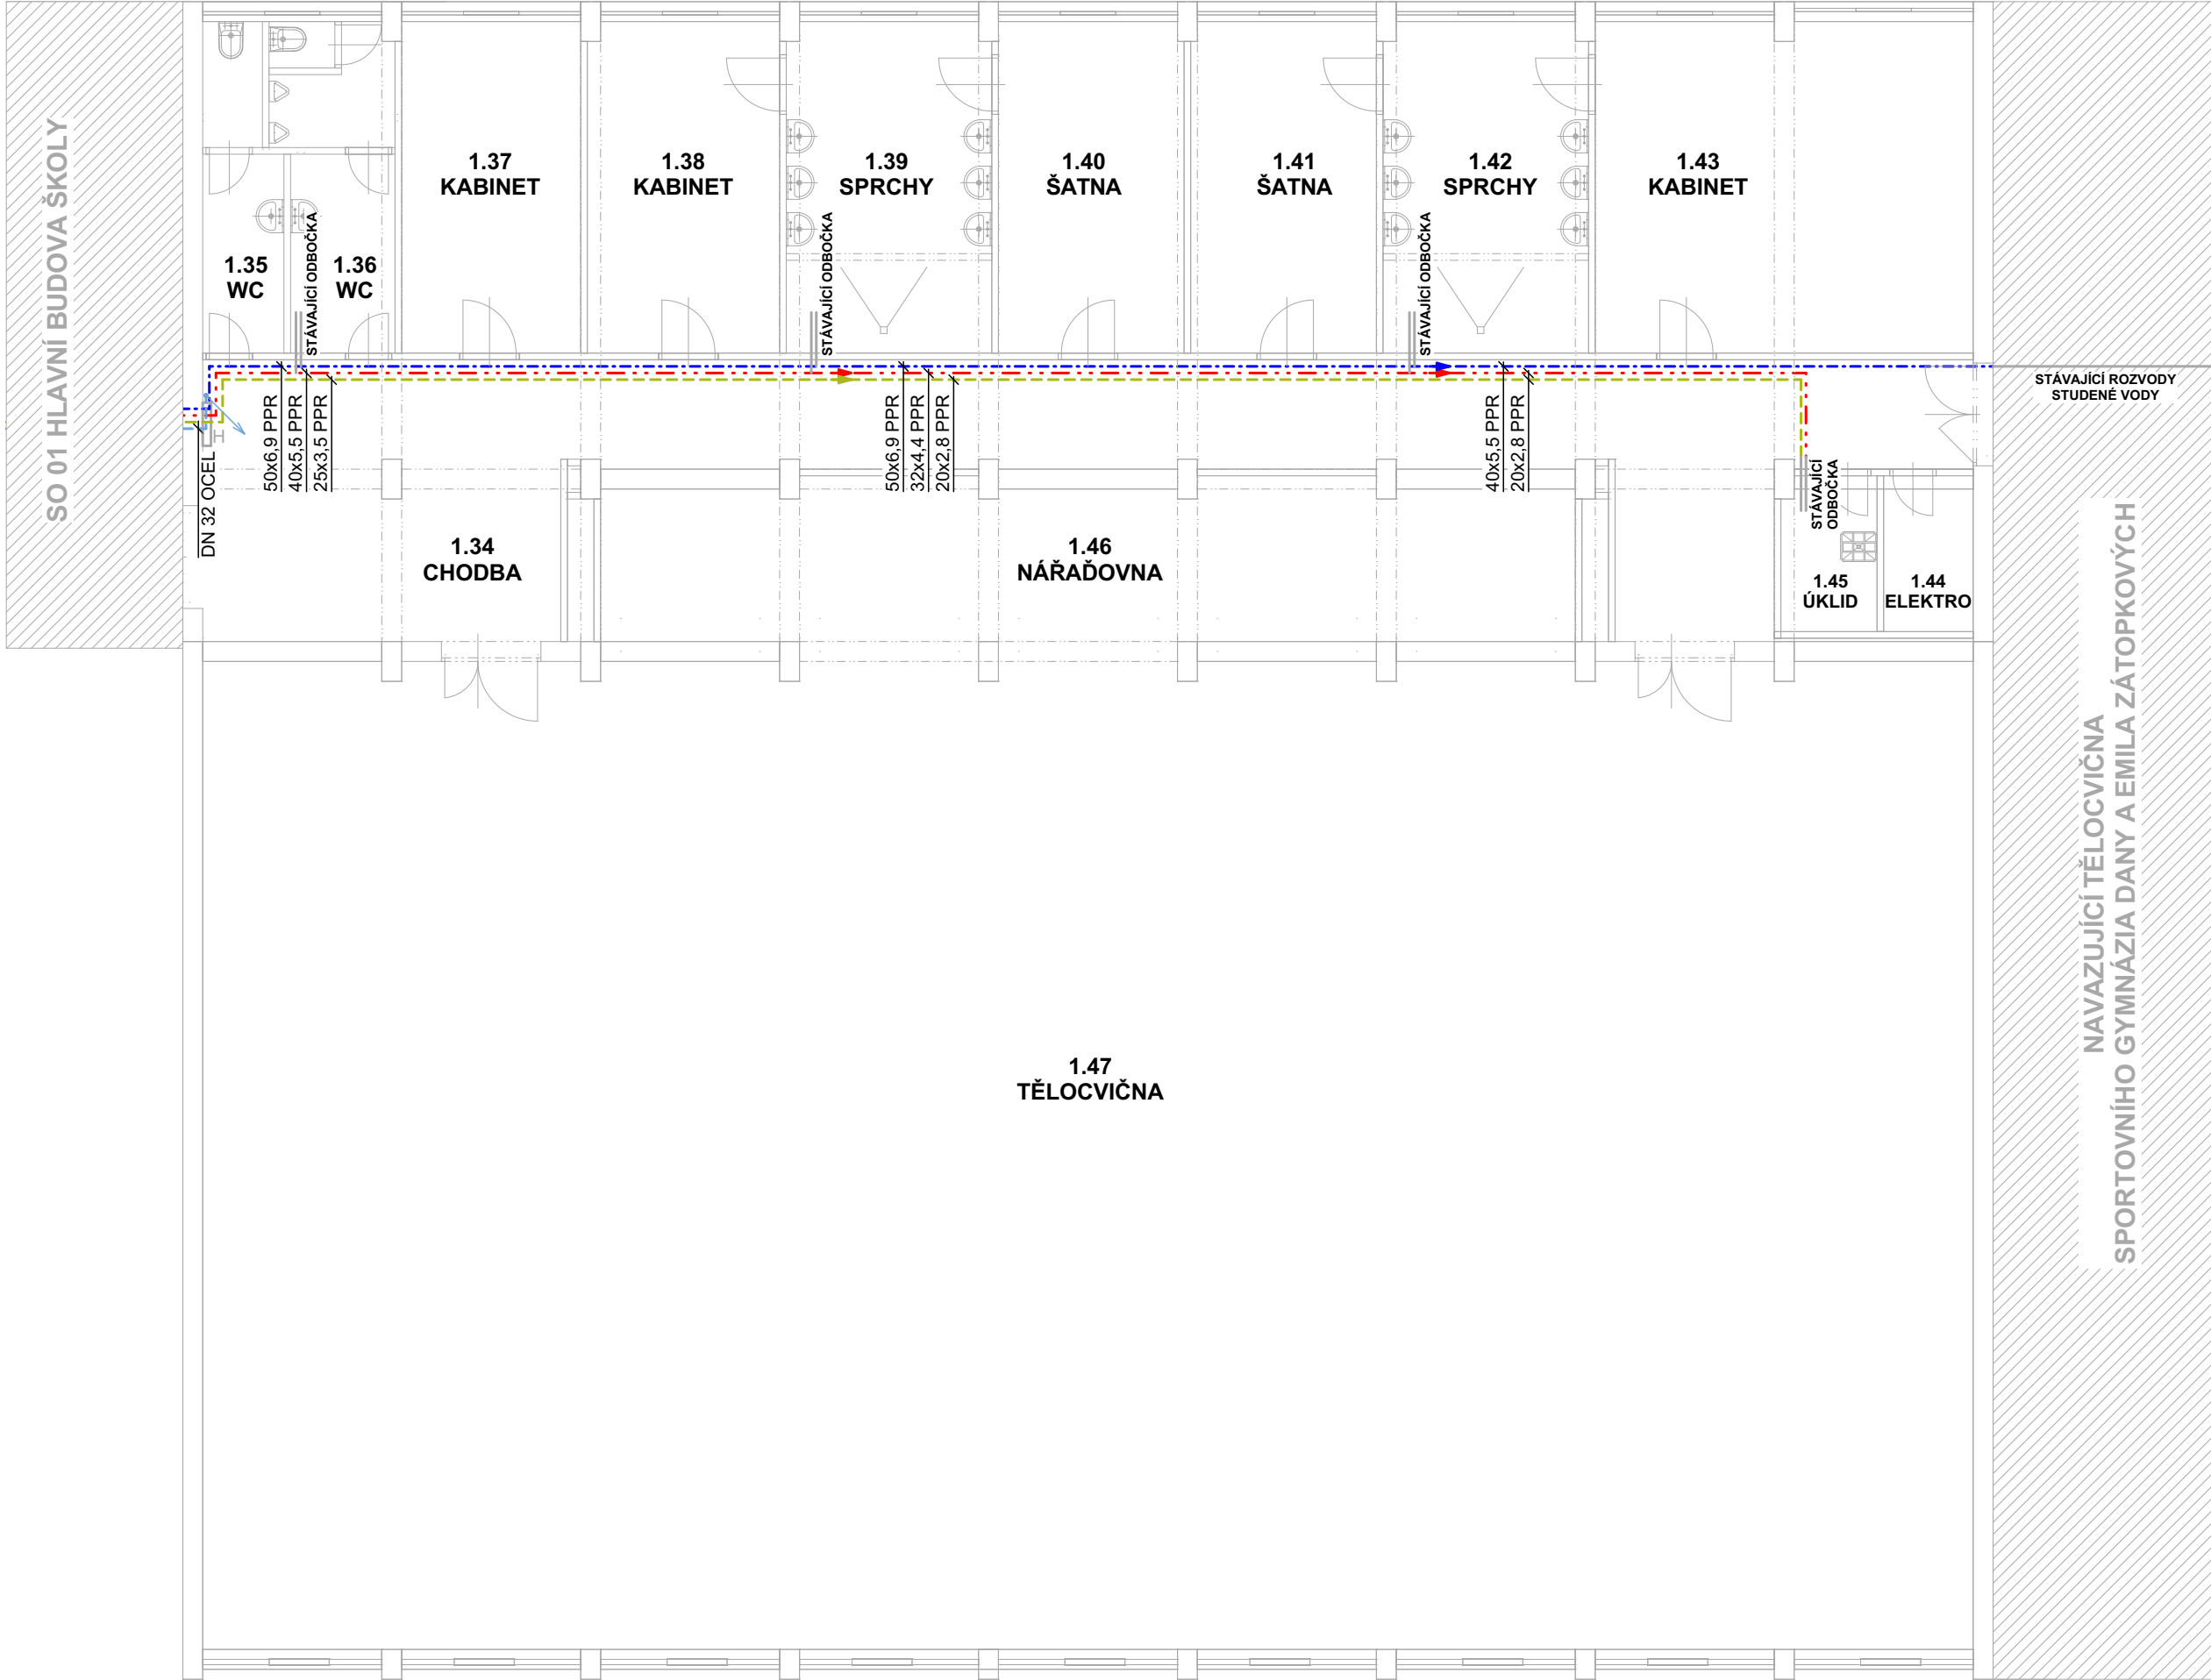 SO 01 HLAVNÍ BUDOVA ŠKOLY
1.37
KABINET
1.38
KABINET
1.39
SPRCHY
1.40
ŠATNA
1.41
ŠATNA
1.42
SPRCHY
1.43
KABINET
1.35
WC
1.36
WC
STÁVAJÍCÍ ODBOČKA
STÁVAJÍCÍ ODBOČKA
STÁVAJÍCÍ ODBOČKA
STÁVAJÍCÍ ROZVODY
STUDENÉ VODY
H
DN 32 OCEL
50x6,9 PPR
40x5,5 PPR
25x3,5 PPR
50x6,9 PPR
32x4,4 PPR
20x2,8 PPR
40x5,5 PPR
20x2,8 PPR
STÁVAJÍCÍ
ODBOČKA
1.34
CHODBA
1.46
NÁŘAĎOVNA
1.45
ÚKLID
1.44
ELEKTRO
NAVAZUJÍCÍ TĚLOCVIČNA
SPORTOVNÍHO GYMNÁZIA DANY A EMILA ZÁTOPKOVÝCH
1.47
TĚLOCVIČNA